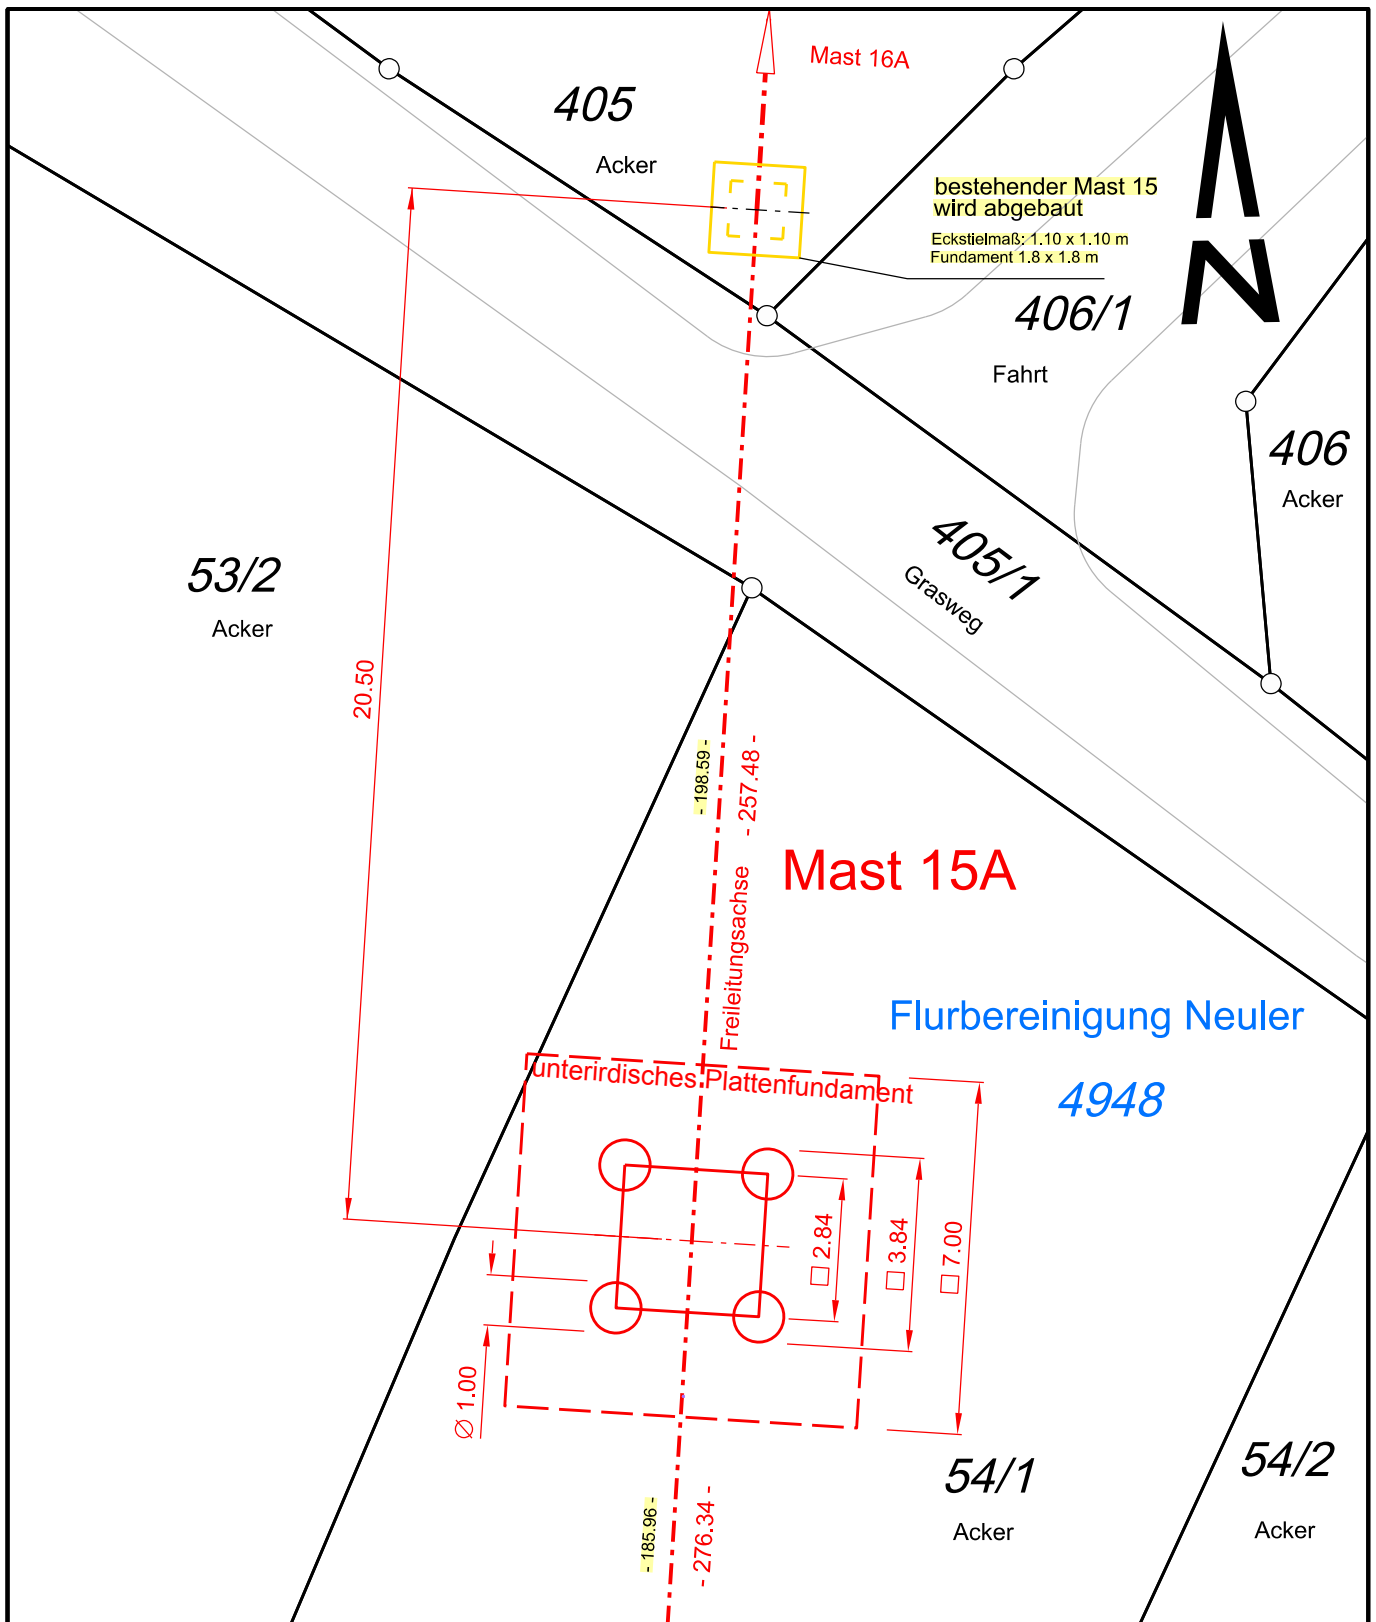 Mast 16A
405
Acker
bestehender Mast 15
wird abgebaut
Eckstielmaß: 1.10 x 1.10 m
Fundament 1.8 x 1.8 m
N
406/1
Fahrt
406
Acker
405/1
Grasweg
53/2
Acker
20.50
- 198.59 -
- 257.48 -
Mast 15A
Freileitungsachse
Flurbereinigung Neuler
4948
unterirdisches Plattenfundament
□ 2.84
□ 3.84
□ 7.00
Ø 1.00
54/1
Acker
54/2
Acker
- 185.96 -
- 276.34 -